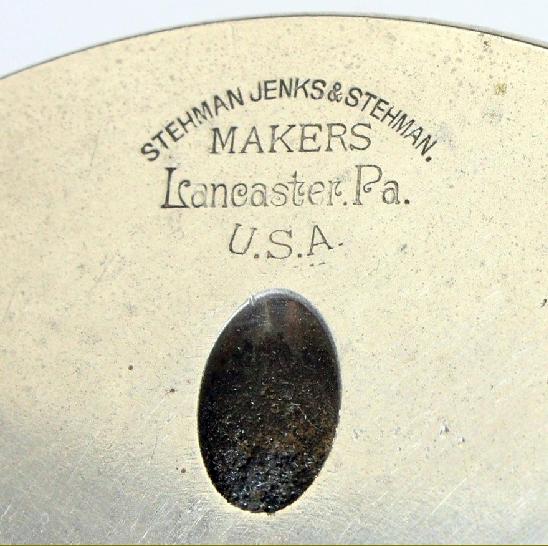 STEHMAN JENKS & STEHMAN.
MAKERS
Lancaster. Pa.
U.S.A.